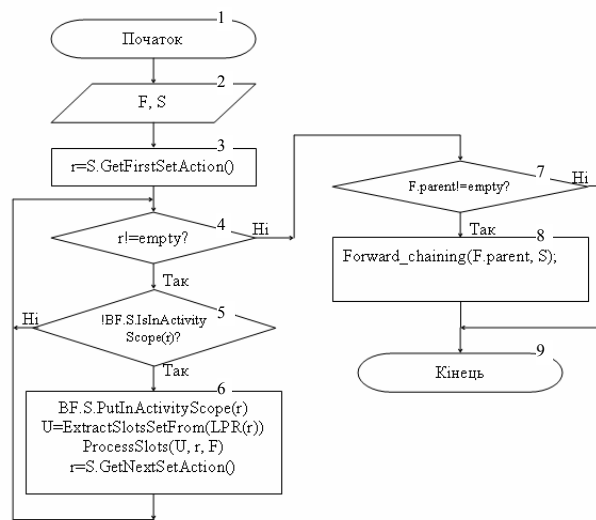 1
Початок
2
F, S
3
r=S.GetFirstSetAction()
4
r!=empty?
Ні
Так
5
!BF.S.IsInActivity
Scope(r)?
Ні
Так
6
BF.S.PutInActivityScope(r)
U=ExtractSlotsSetFrom(LPR(r))
ProcessSlots(U, r, F)
r=S.GetNextSetAction()
7
F.parent!=empty?
Ні
Так
8
Forward_chaining(F.parent, S);
9
Кінець